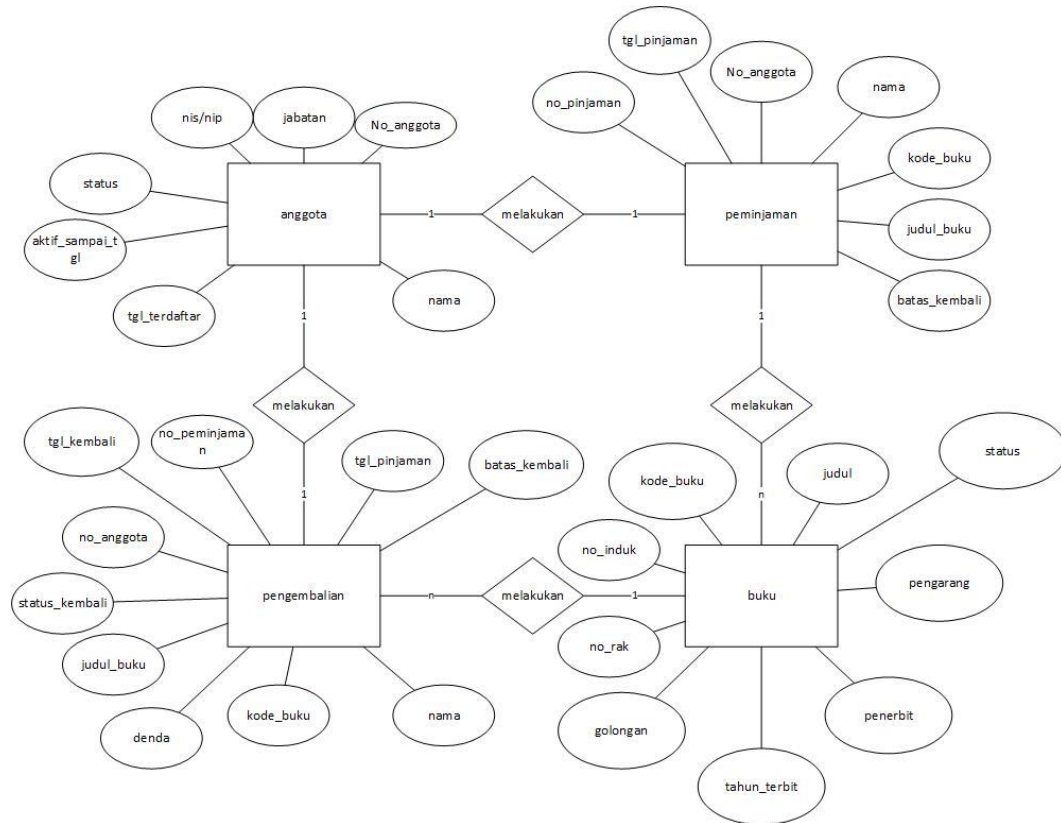 tgl_pinjaman
No_anggota
nama
no_pinjaman
nis/nip
jabatan
No_anggota
kode_buku
status
anggota
1
melakukan
1
peminjaman
judul_buku
aktif_sampai_t
gl
batas_kembali
nama
tgl_terdaftar
1
1
melakukan
melakukan
tgl_kembali
no_peminjama
n
tgl_pinjaman
batas_kembali
status
judul
kode_buku
1
n
no_anggota
no_induk
pengarang
status_kembali
pengembalian
n
melakukan
1
buku
no_rak
judul_buku
kode_buku
nama
penerbit
golongan
denda
tahun_terbit